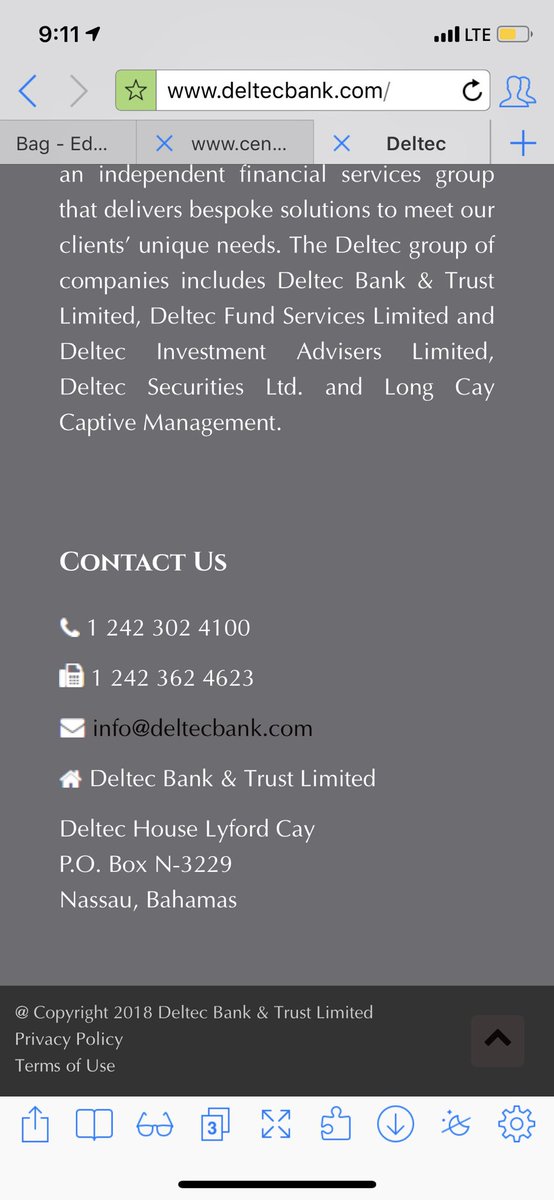 9:11
LTE
www.deltecbank.com/
Bag - Ed...
www.cen...
Deltec
an independent financial services group
that delivers bespoke solutions to meet our
clients’ unique needs. The Deltec group of
companies includes Deltec Bank & Trust
Limited, Deltec Fund Services Limited and
Deltec Investment Advisers Limited,
Deltec Securities Ltd. and Long Cay
Captive Management.
Contact Us
1 242 302 4100
1 242 362 4623
info@deltecbank.com
Deltec Bank & Trust Limited
Deltec House Lyford Cay
P.O. Box N-3229
Nassau, Bahamas
@ Copyright 2018 Deltec Bank & Trust Limited
Privacy Policy
Terms of Use
3